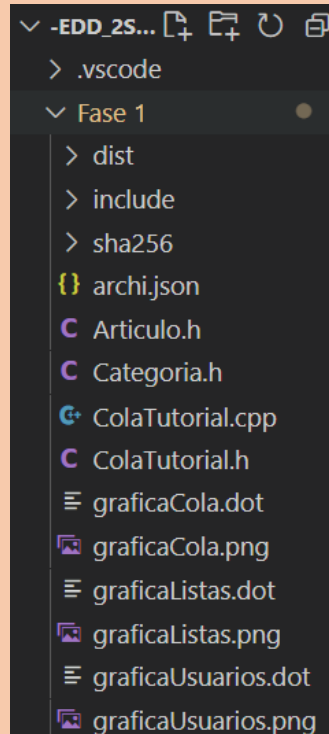 -EDD_2S...
.vscode
Fase 1
dist
include
sha256
{} archi.json
C Articulo.h
C Categoria.h
C++ ColaTutorial.cpp
C ColaTutorial.h
graficaCola.dot
graficaCola.png
graficaListas.dot
graficaListas.png
graficaUsuarios.dot
graficaUsuarios.png